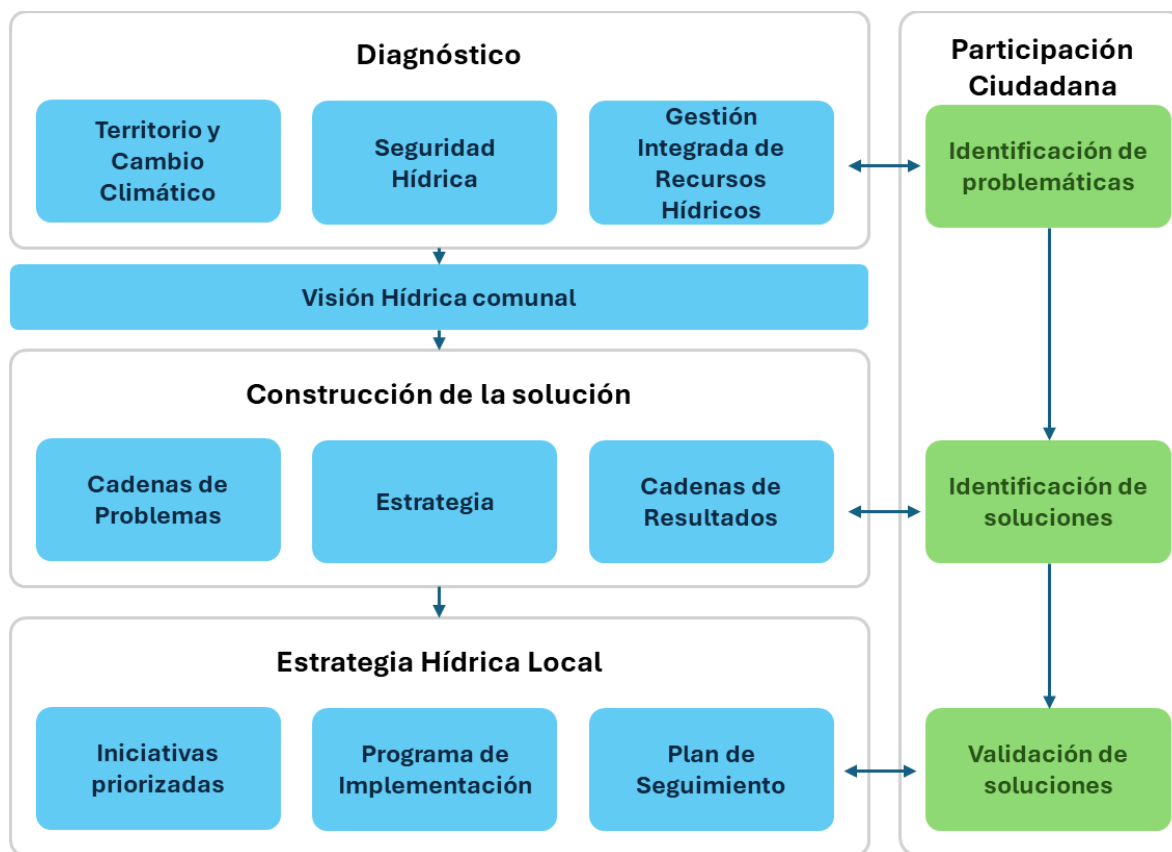 Diagnóstico
Territorio y
Cambio
Climático
Seguridad
Hídrica
Gestión
Integrada de
Recursos
Hídricos
Visión Hídrica comunal
Construcción de la solución
Cadenas de
Problemas
Estrategia
Cadenas de
Resultados
Estrategia Hídrica Local
Iniciativas
priorizadas
Programa de
Implementación
Plan de
Seguimiento
Participación
Ciudadana
Identificación de
problemáticas
Identificación de
soluciones
Validación de
soluciones